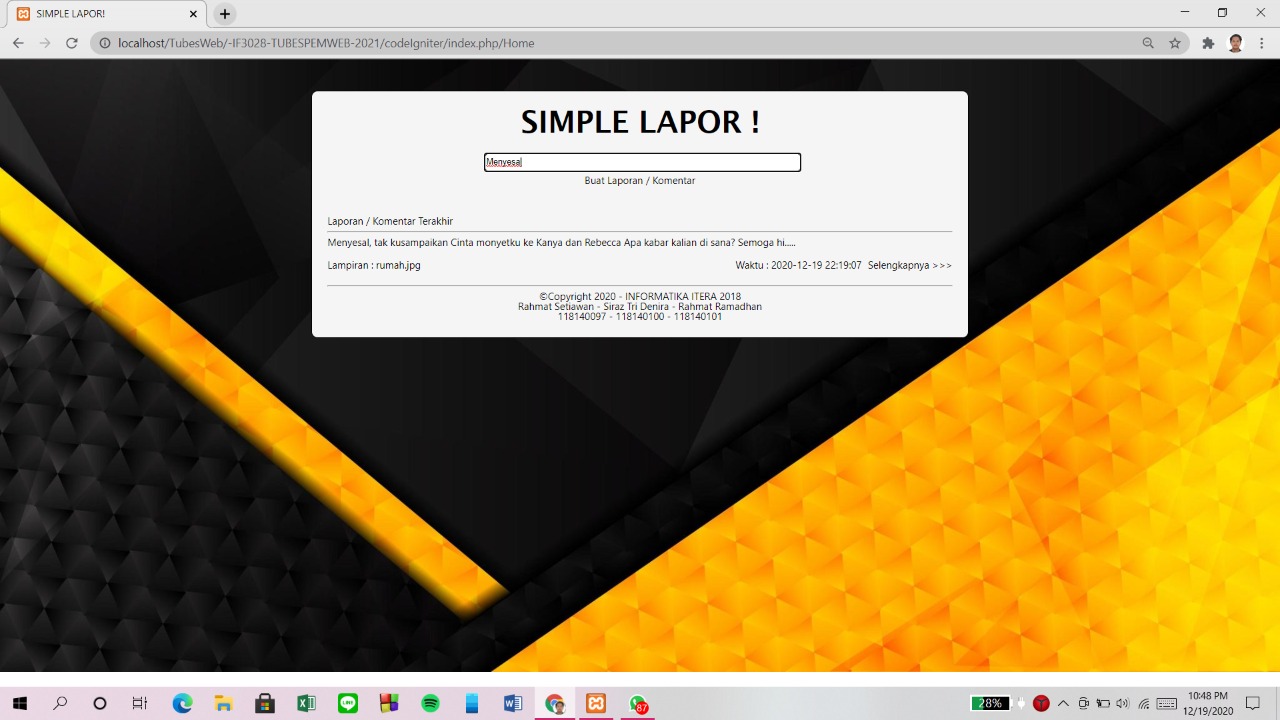 SIMPLE LAPOR!
localhost/TubesWeb/-IF3028-TUBESPEMWEB-2021/codeIgniter/index.php/Home
SIMPLE LAPOR !
Menyesal
Buat Laporan / Komentar
Laporan / Komentar Terakhir
Menyesal, tak kusampaikan Cinta monyetku ke Kanya dan Rebecca Apa kabar kalian di sana? Semoga hi.....
Lampiran : rumah.jpg Waktu : 2020-12-19 22:19:07 Selengkapnya >>>
©Copyright 2020 - INFORMATIKA ITERA 2018
Rahmat Setiawan - Siraz Tri Denira - Rahmat Ramadhan
118140097 - 118140100 - 118140101
87
28%
10:48 PM
12/19/2020